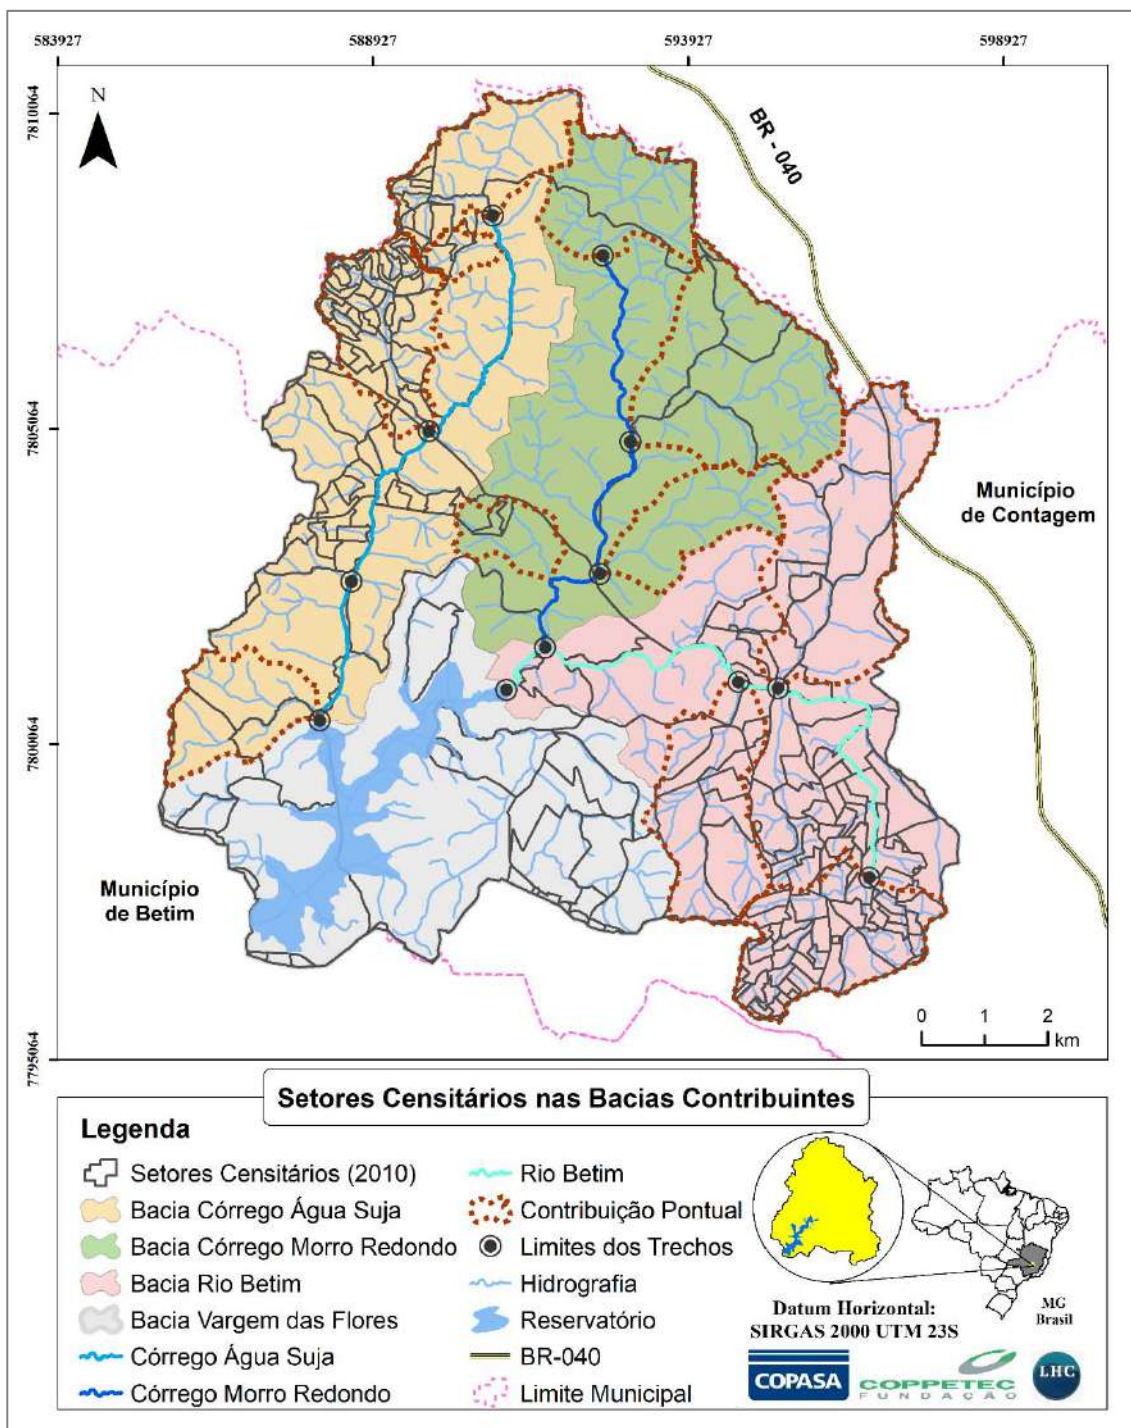 583927
588927
593927
598927
7810064
N
BR - 040
7805064
Município
de Contagem
7800064
Município
de Betim
0 1 2
km
7795064
Setores Censitários nas Bacias Contribuintes
Legenda
Setores Censitários (2010)
Bacia Córrego Água Suja
Bacia Córrego Morro Redondo
Bacia Rio Betim
Bacia Vargem das Flores
Córrego Água Suja
Córrego Morro Redondo
Rio Betim
Contribuição Pontual
Limites dos Trechos
Hidrografia
Reservatório
BR-040
Limite Municipal
MG
Brasil
Datum Horizontal:
SIRGAS 2000 UTM 23S
COPASA
COPPETEC
FUNDAÇÃO
LHC